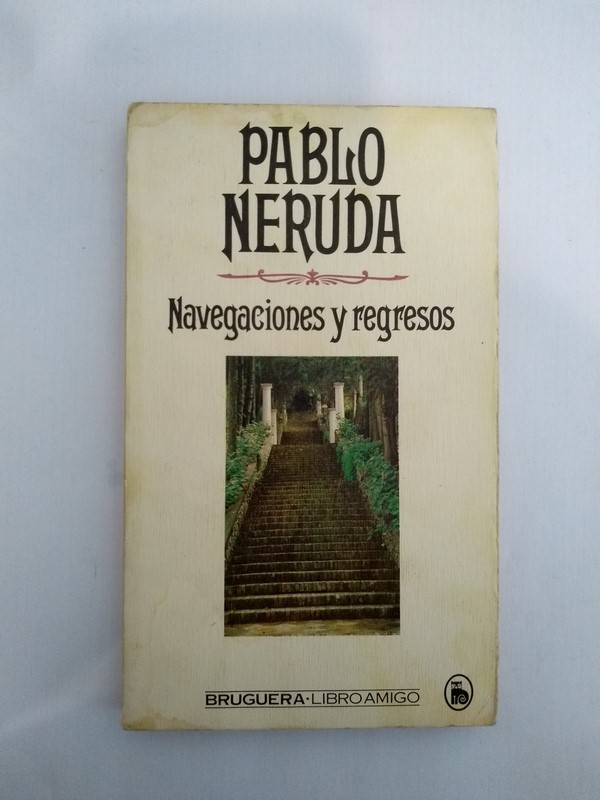 PABLO
NERUDA
Navegaciones y regresos
BRUGUERA·LIBRO AMIGO